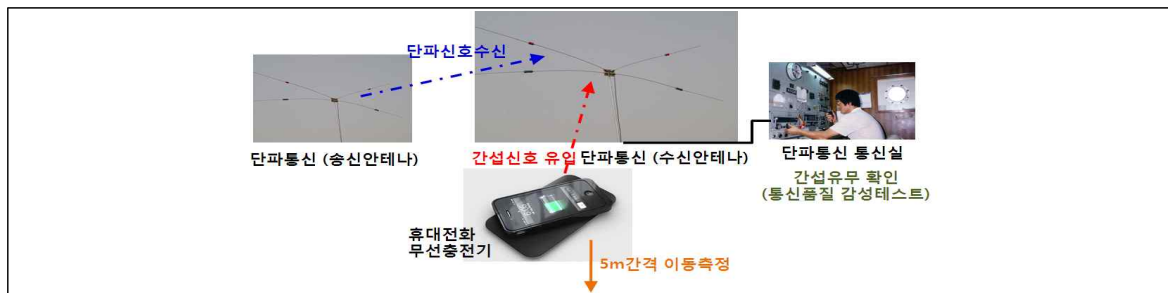 단파신호수신
단파통신 (송신안테나)
간섭신호 유입
단파통신 (수신안테나)
단파통신 통신실
간섭유무 확인
(통신품질 감성테스트)
휴대전화
무선충전기
5m간격 이동측정